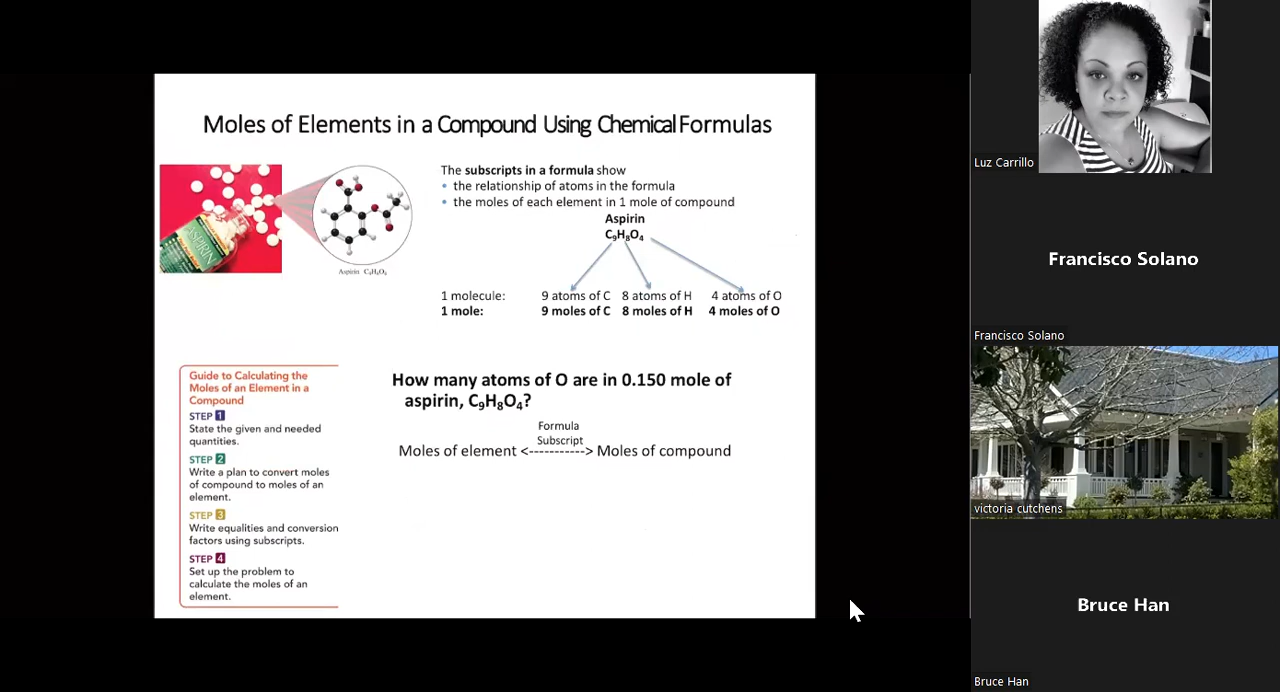 Moles of Elements in a Compound Using Chemical Formulas
ASPIRIN
Aspirin C₉H₈O₄
The subscripts in a formula show
• the relationship of atoms in the formula
• the moles of each element in 1 mole of compound
Aspirin
C₉H₈O₄
1 molecule: 9 atoms of C 8 atoms of H 4 atoms of O
1 mole: 9 moles of C 8 moles of H 4 moles of O
Guide to Calculating the
Moles of an Element in a
Compound
STEP 1
State the given and needed
quantities.
STEP 2
Write a plan to convert moles
of compound to moles of an
element.
STEP 3
Write equalities and conversion
factors using subscripts.
STEP 4
Set up the problem to
calculate the moles of an
element.
How many atoms of O are in 0.150 mole of
aspirin, C₉H₈O₄?
Formula
Subscript
Moles of element <-----------> Moles of compound
Luz Carrillo
Francisco Solano
Francisco Solano
victoria cutchens
Bruce Han
Bruce Han